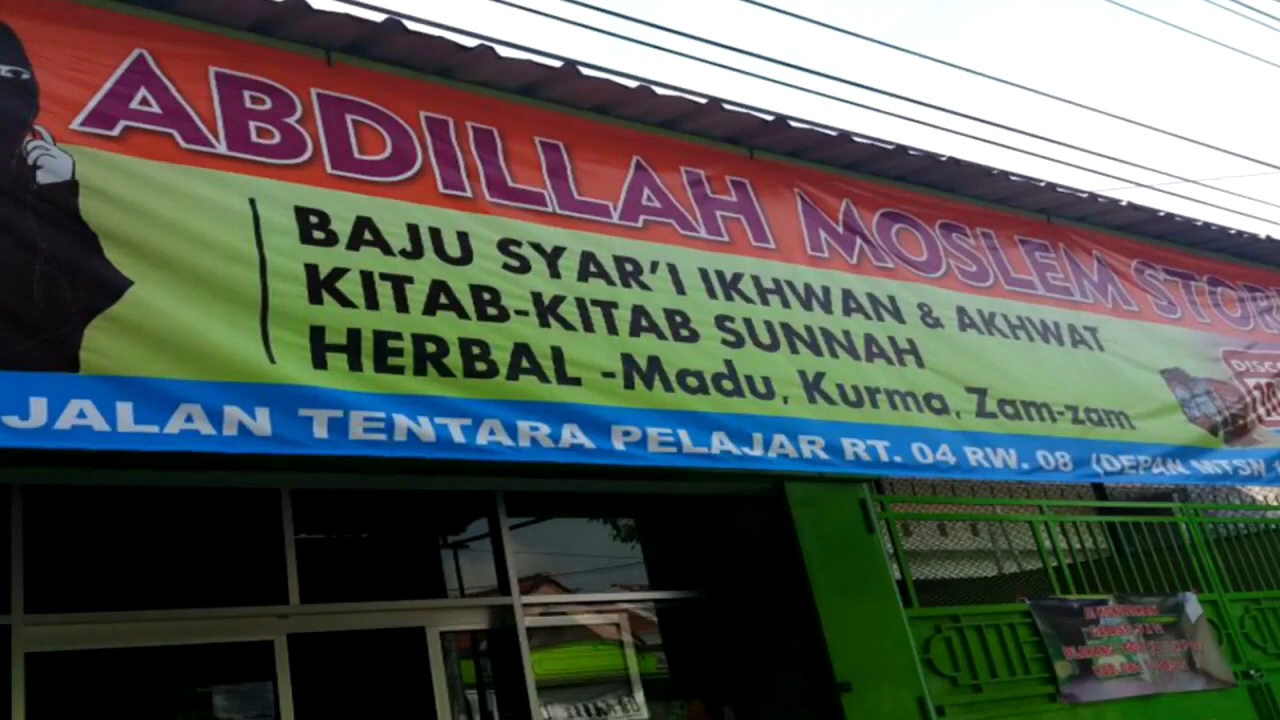 ABDILLAH MOSLEM STOR
BAJU SYAR'I IKHWAN & AKHWAT
KITAB-KITAB SUNNAH
HERBAL -Madu, Kurma, Zam-zam
DISC
JALAN TENTARA PELAJAR RT. 04 RW. 08 (DEPAN MTSN